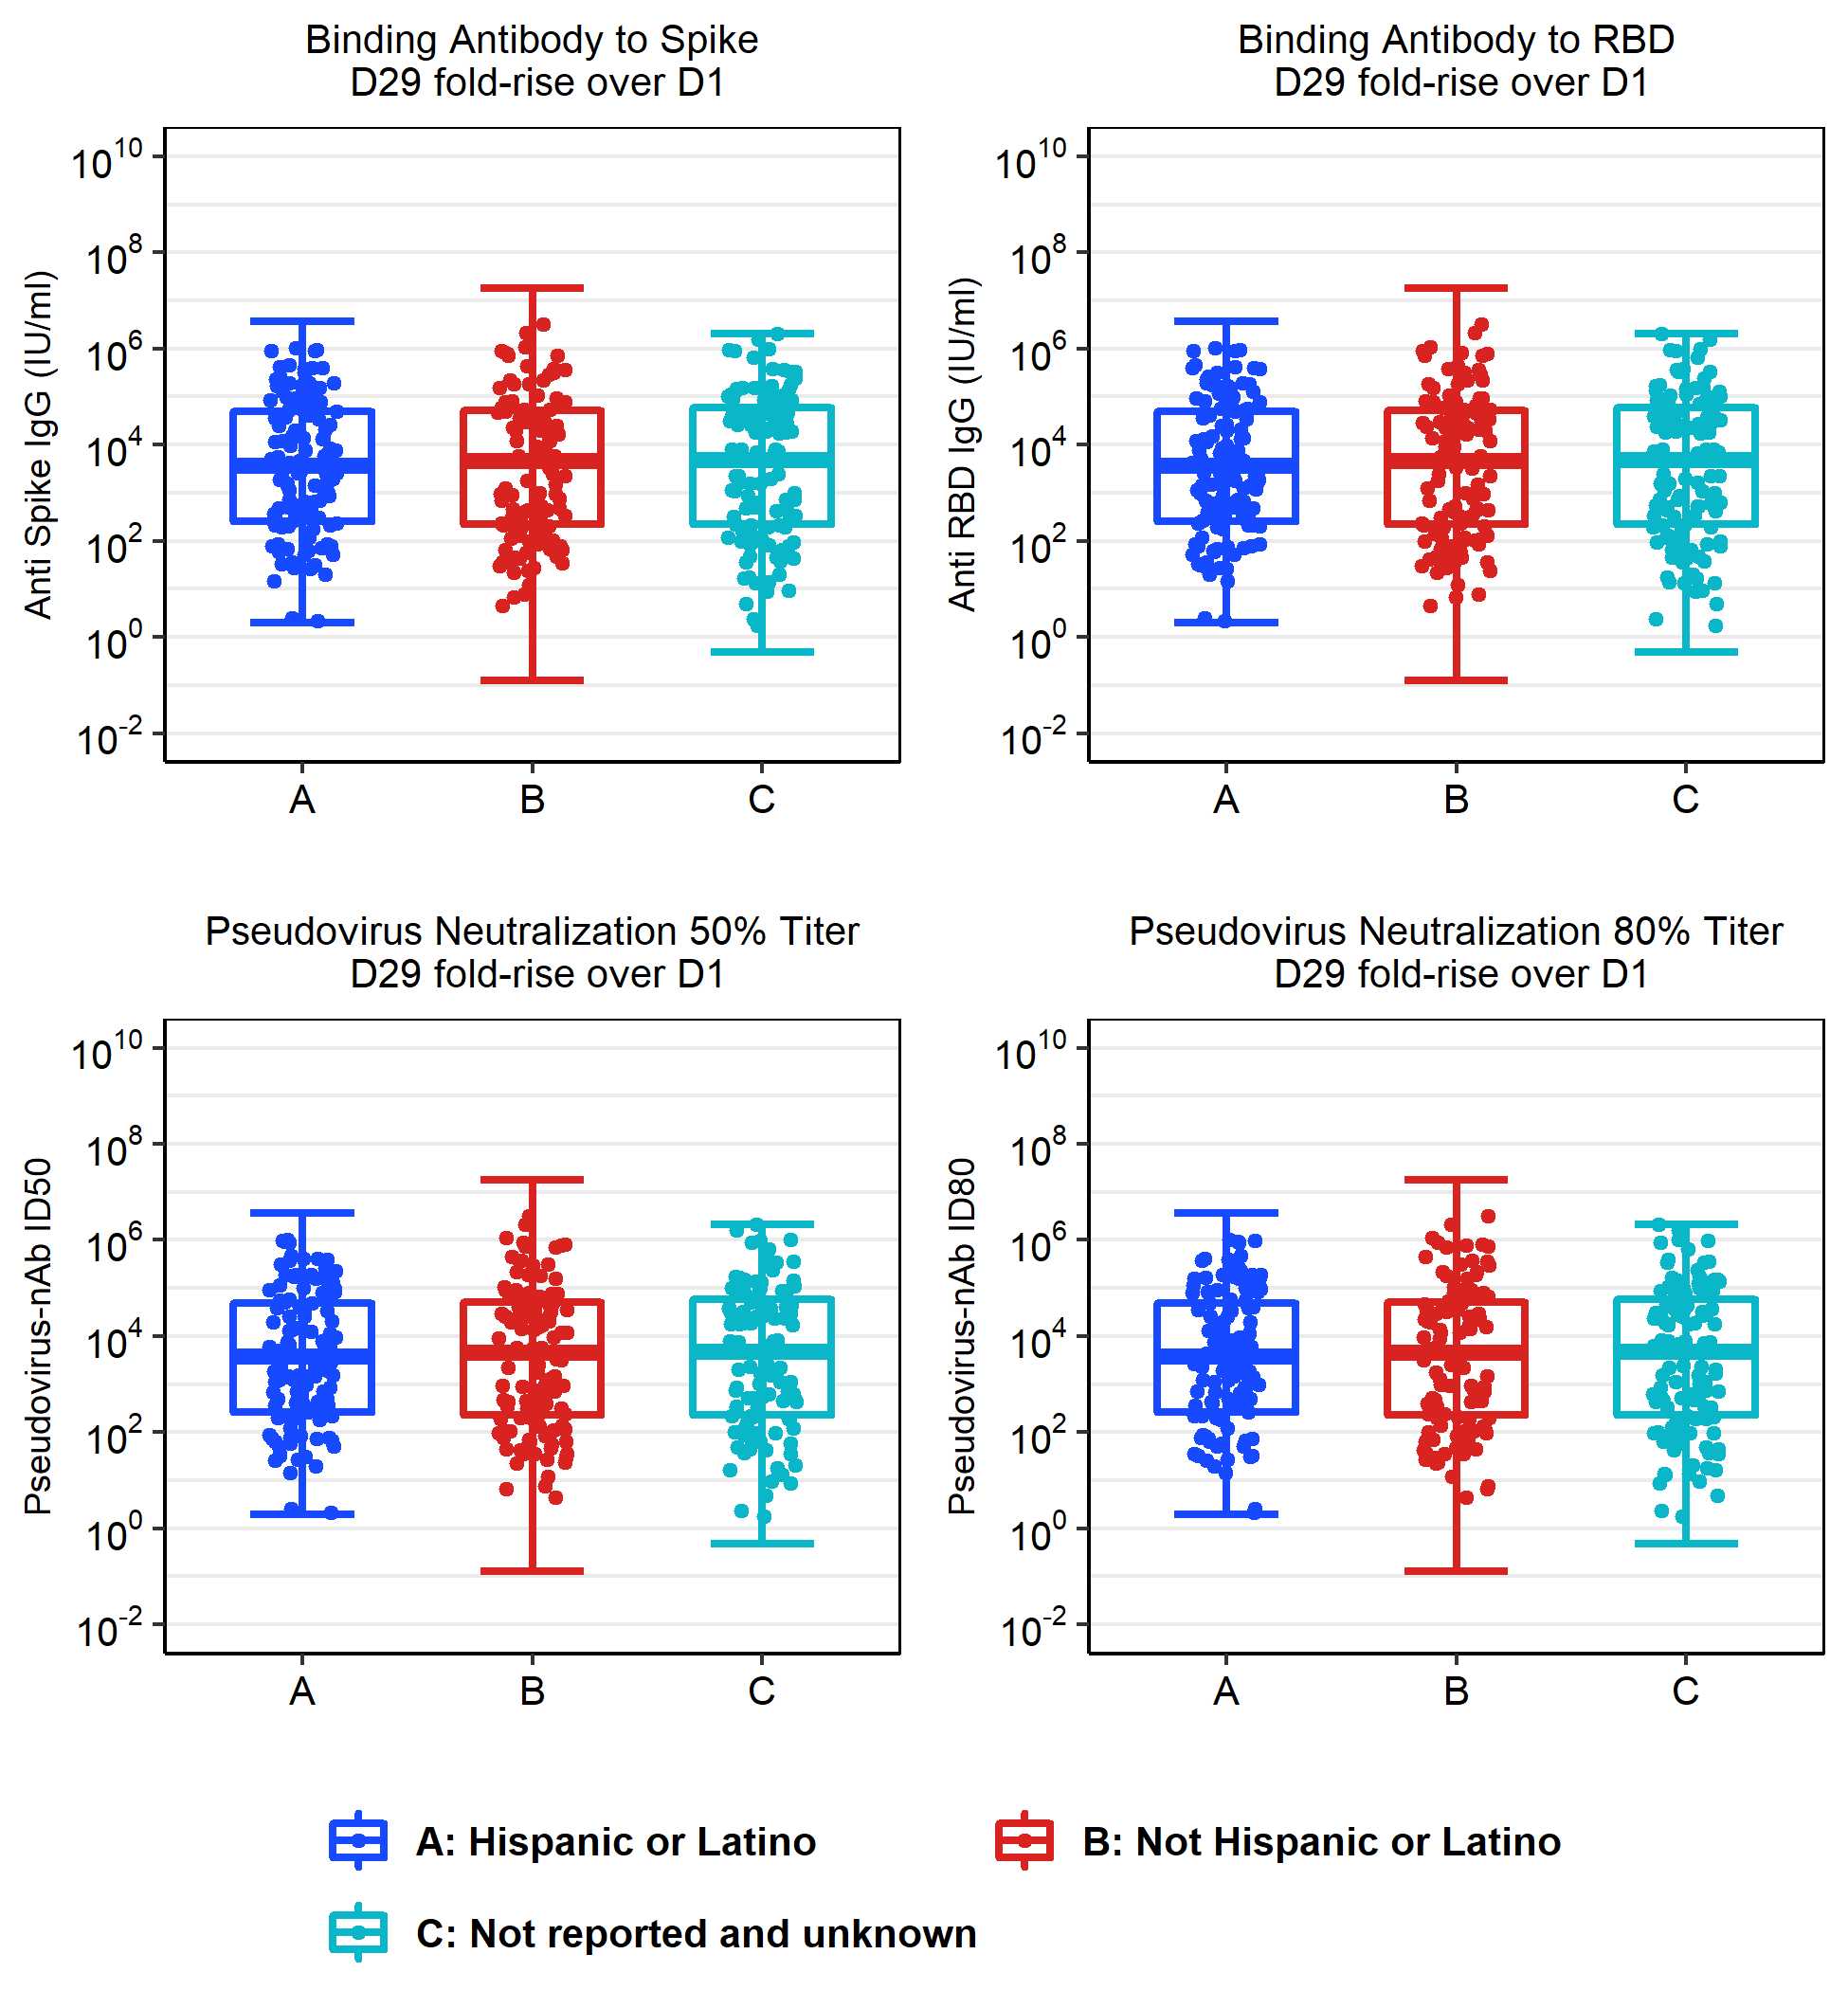 Binding Antibody to Spike
D29 fold-rise over D1
Anti Spike IgG (IU/ml)
10^10
10^8
10^6
10^4
10^2
10^0
10^-2
A B C
Binding Antibody to RBD
D29 fold-rise over D1
Anti RBD IgG (IU/ml)
10^10
10^8
10^6
10^4
10^2
10^0
10^-2
A B C
Pseudovirus Neutralization 50% Titer
D29 fold-rise over D1
Pseudovirus-nAb ID50
10^10
10^8
10^6
10^4
10^2
10^0
10^-2
A B C
Pseudovirus Neutralization 80% Titer
D29 fold-rise over D1
Pseudovirus-nAb ID80
10^10
10^8
10^6
10^4
10^2
10^0
10^-2
A B C
A: Hispanic or Latino
B: Not Hispanic or Latino
C: Not reported and unknown